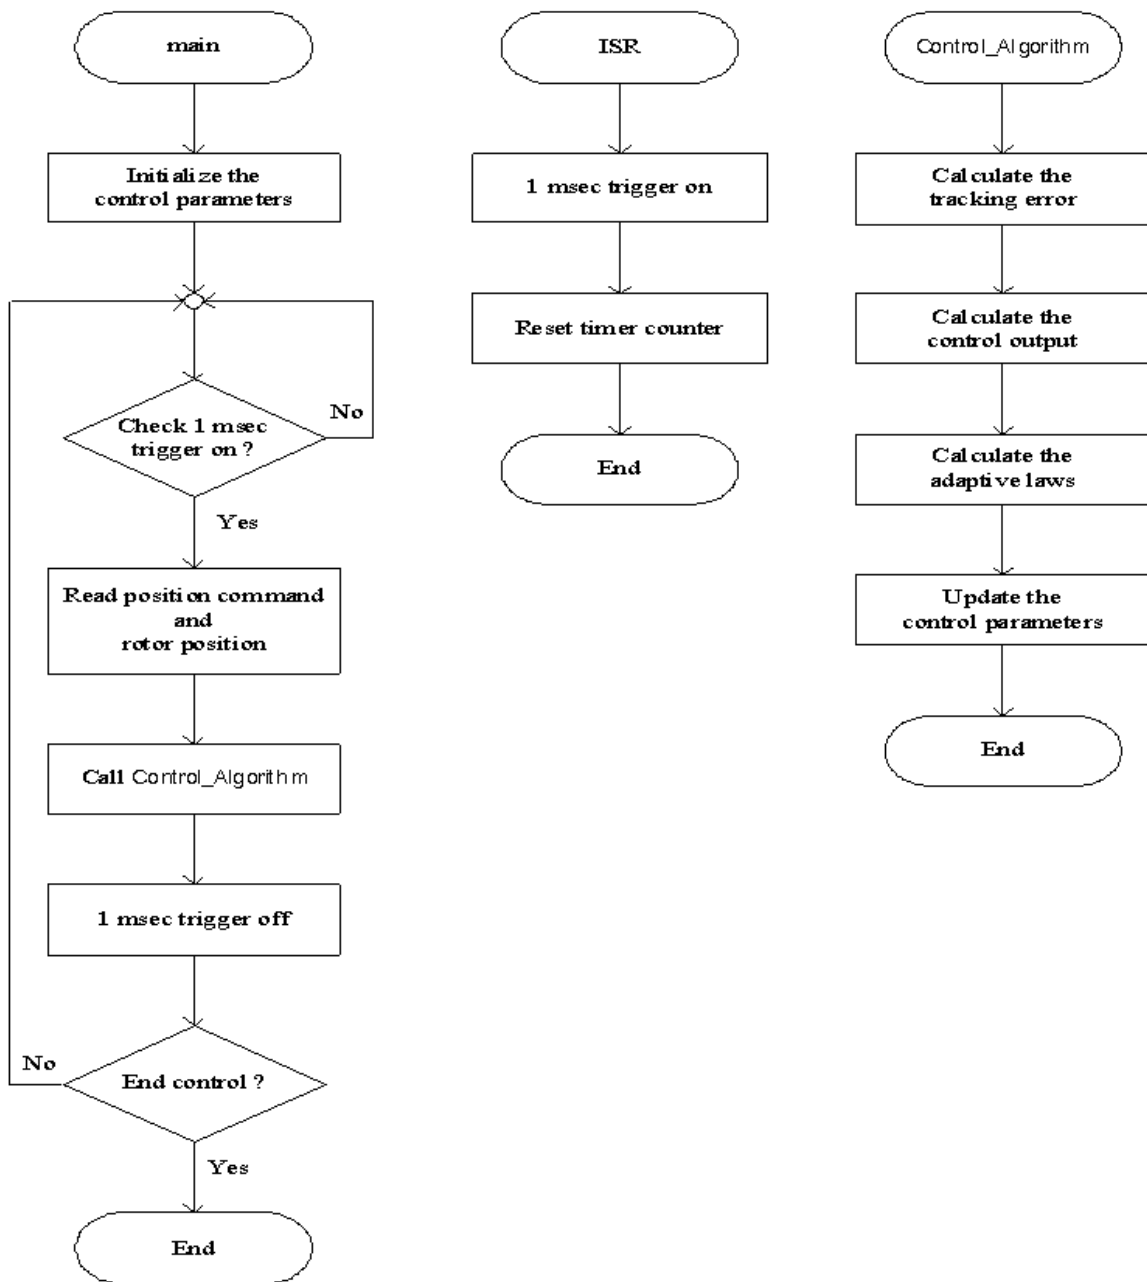 main
Initialize the
control parameters
Check 1 msec
trigger on ?
No
Yes
Read position command
and
rotor position
Call Control_Algorithm
1 msec trigger off
No
End control ?
Yes
End
ISR
1 msec trigger on
Reset timer counter
End
Control_Algorithm
Calculate the
tracking error
Calculate the
control output
Calculate the
adaptive laws
Update the
control parameters
End